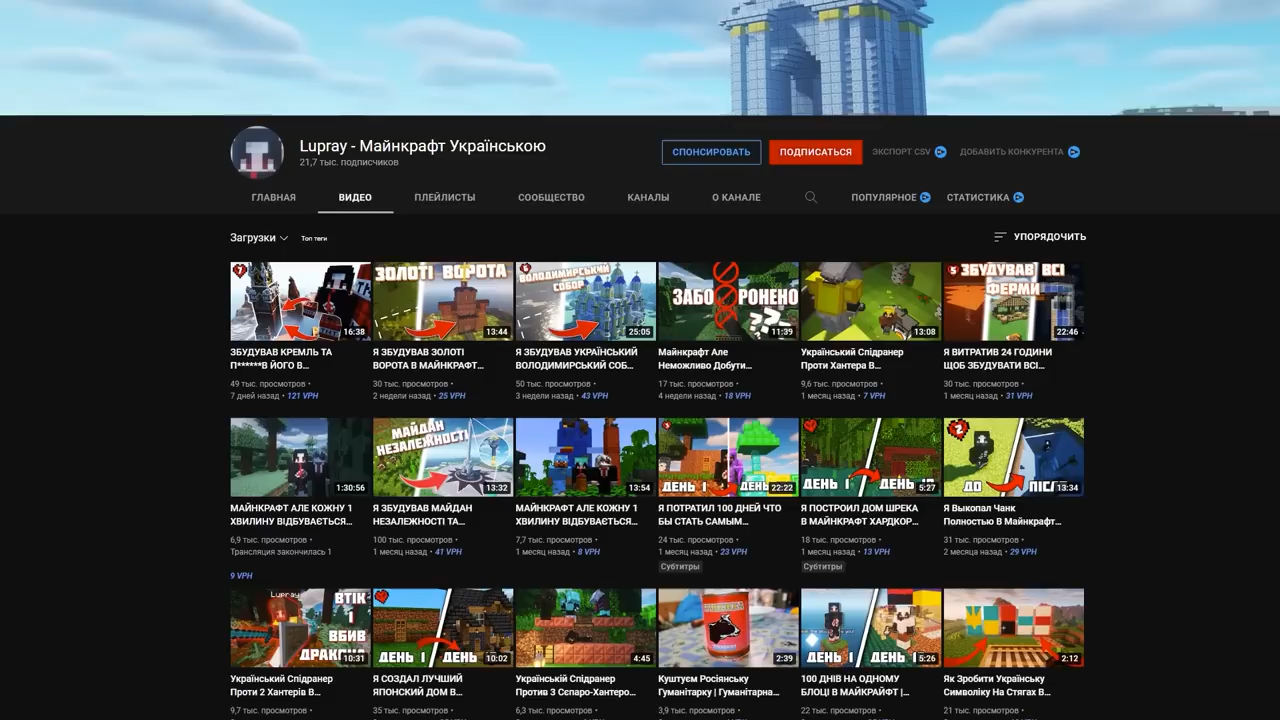 Lupray - Майнкрафт Українською
21,7 тыс. подписчиков
СПОНСИРОВАТЬ
ПОДПИСАТЬСЯ
ЭКСПОРТ CSV
ДОБАВИТЬ КОНКУРЕНТА
ГЛАВНАЯ
ВИДЕО
ПЛЕЙЛИСТЫ
СООБЩЕСТВО
КАНАЛЫ
О КАНАЛЕ
ПОПУЛЯРНОЕ
СТАТИСТИКА
Загрузки
Топ теги
УПОРЯДОЧИТЬ
16:38
ЗБУДУВАВ КРЕМЛЬ ТА
П******В ЙОГО В...
49 тыс. просмотров •
7 дней назад • 121 VPH
ЗОЛОТІ ВОРОТА
13:44
Я ЗБУДУВАВ ЗОЛОТІ
ВОРОТА В МАЙНКРАФТ...
30 тыс. просмотров •
2 недели назад • 25 VPH
ВОЛОДИМИРСЬКИЙ
СОБОР
25:05
Я ЗБУДУВАВ УКРАЇНСЬКИЙ
ВОЛОДИМИРСЬКИЙ СОБ...
50 тыс. просмотров •
3 недели назад • 43 VPH
ЗАБОРОНЕНО
??
11:39
Майнкрафт Але
Неможливо Добути...
17 тыс. просмотров •
4 недели назад • 18 VPH
13:08
Український Спідранер
Проти Хантера В...
9,6 тыс. просмотров •
1 месяц назад • 7 VPH
ЗБУДУВАВ ВСІ
ФЕРМИ
22:46
Я ВИТРАТИВ 24 ГОДИНИ
ЩОБ ЗБУДУВАТИ ВСІ...
30 тыс. просмотров •
1 месяц назад • 31 VPH
1:30:56
МАЙНКРАФТ АЛЕ КОЖНУ 1
ХВИЛИНУ ВІДБУВАЄТЬСЯ...
6,9 тыс. просмотров •
Трансляция закончилась 1
9 VPH
МАЙДАН
НЕЗАЛЕЖНОСТІ
13:32
Я ЗБУДУВАВ МАЙДАН
НЕЗАЛЕЖНОСТІ ТА...
100 тыс. просмотров •
1 месяц назад • 41 VPH
13:54
МАЙНКРАФТ АЛЕ КОЖНУ 1
ХВИЛИНУ ВІДБУВАЄТЬСЯ...
7,7 тыс. просмотров •
1 месяц назад • 8 VPH
ДЕНЬ 1
ДЕНЬ
22:22
Я ПОТРАТИЛ 100 ДНЕЙ ЧТО
БЫ СТАТЬ САМЫМ...
24 тыс. просмотров •
1 месяц назад • 23 VPH
Субтитры
ДЕНЬ 1
ДЕНЬ
5:27
Я ПОСТРОИЛ ДОМ ШРЕКА
В МАЙНКРАФТ ХАРДКОР...
18 тыс. просмотров •
1 месяц назад • 13 VPH
Субтитры
2
ДО
ПІС
13:34
Я Выкопал Чанк
Полностью В Майнкрафт...
31 тыс. просмотров •
2 месяца назад • 29 VPH
Lupray
ВТІК
І
ВБИВ
ДРАКОНА
10:31
Український Спідранер
Проти 2 Хантерів В...
9,7 тыс. просмотров •
ДЕНЬ 1
ДЕНЬ
10:02
Я СОЗДАЛ ЛУЧШИЙ
ЯПОНСКИЙ ДОМ В...
35 тыс. просмотров •
4:45
Українській Спідранер
Против 3 Сєпаро-Хантеро...
6,3 тыс. просмотров •
2:39
Куштуєм Росіянську
Гуманітарку | Гуманітарна...
3,9 тыс. просмотров •
ДЕНЬ 1
ДЕНЬ 1
5:26
100 ДНІВ НА ОДНОМУ
БЛОЦІ В МАЙКРАЙФТ |...
22 тыс. просмотров •
2:12
Як Зробити Українську
Символіку На Стягах В...
21 тыс. просмотров •